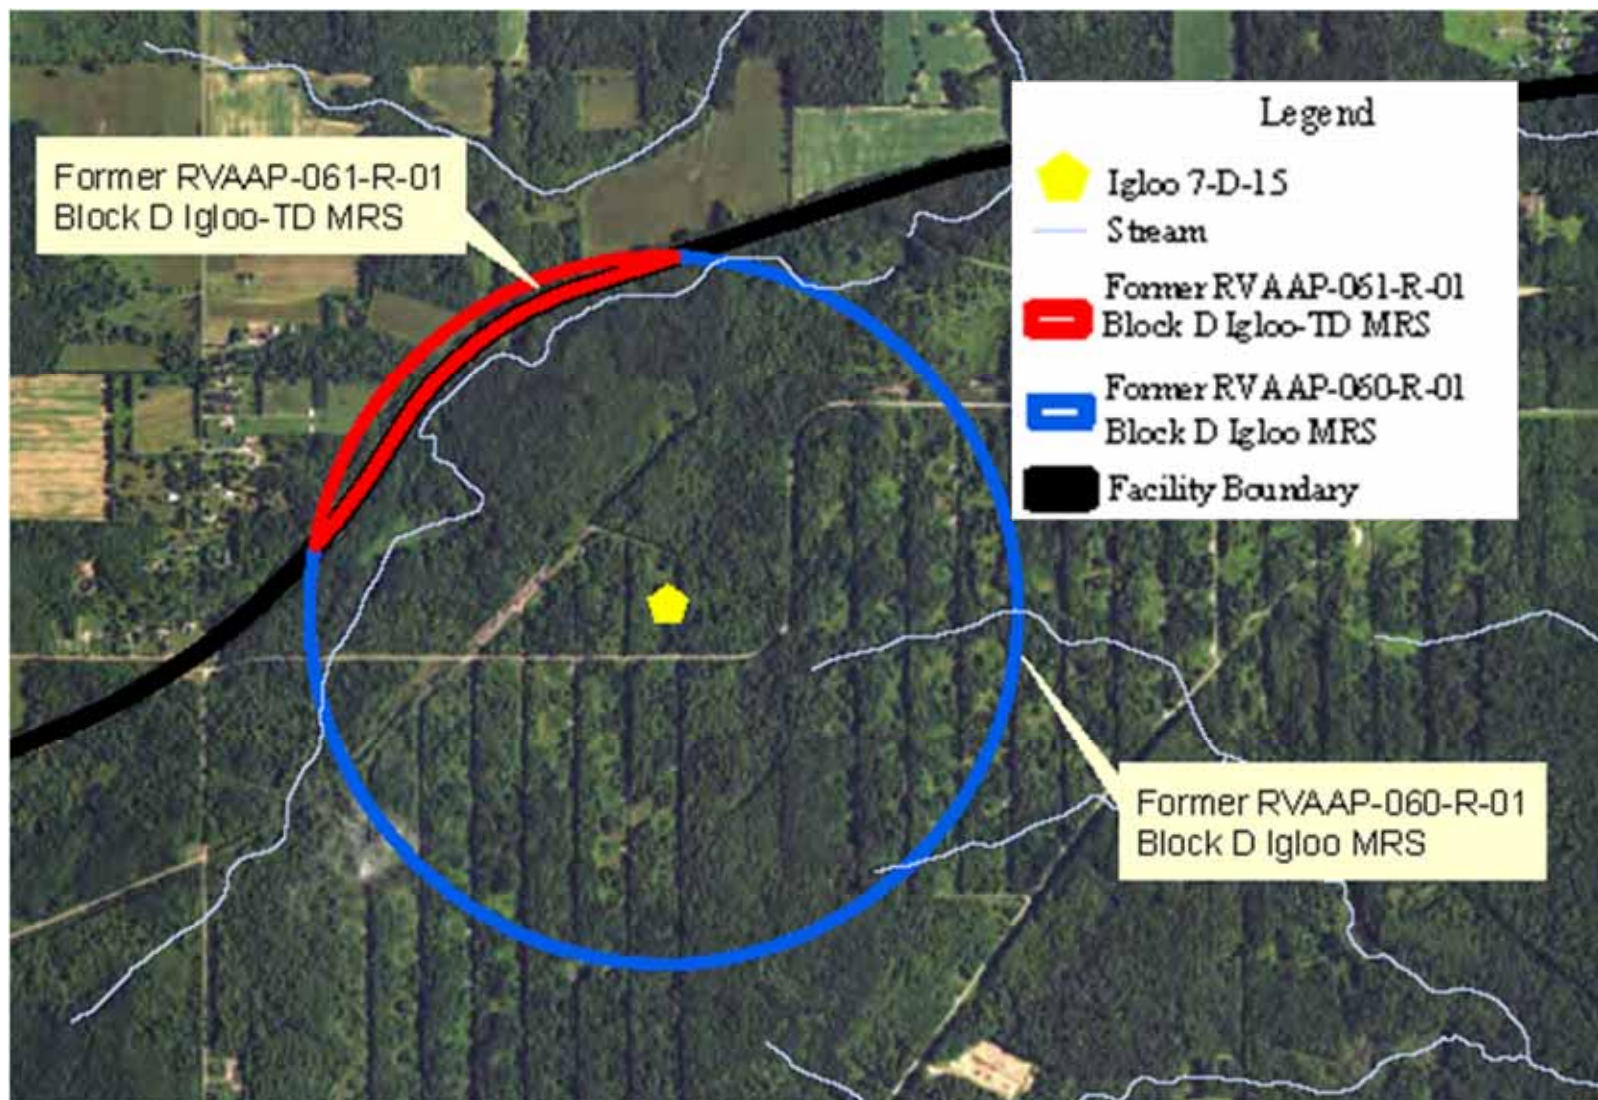 Former RVAAP-061-R-01
Block D Igloo-TD MRS
Legend
Igloo 7-D-15
Stream
Former RVAAP-061-R-01
Block D Igloo-TD MRS
Former RVAAP-060-R-01
Block D Igloo MRS
Facility Boundary
Former RVAAP-060-R-01
Block D Igloo MRS